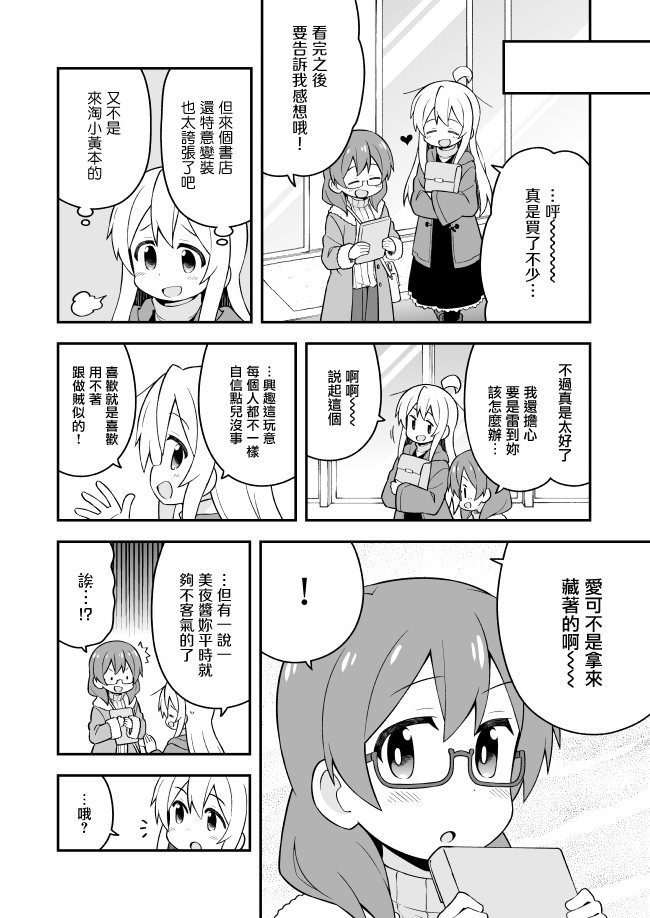 …呼～～～～
真是買了不少…
看完之後
要告訴我感想哦！
但來個書店
還特意變裝
也太誇張了吧
又不是
來淘小黃本的
不過真是太好了
我還擔心
要是雷到妳
該怎麼辦…
啊啊～～～
說起這個
…興趣這玩意
每個人都不一樣
自信點兒沒事
喜歡就是喜歡
用不著
跟做賊似的！
愛可不是拿來
藏著的啊～～～
！
…但有一說一
美夜醬妳平時就
夠不客氣的了
誒…!?
…哦？